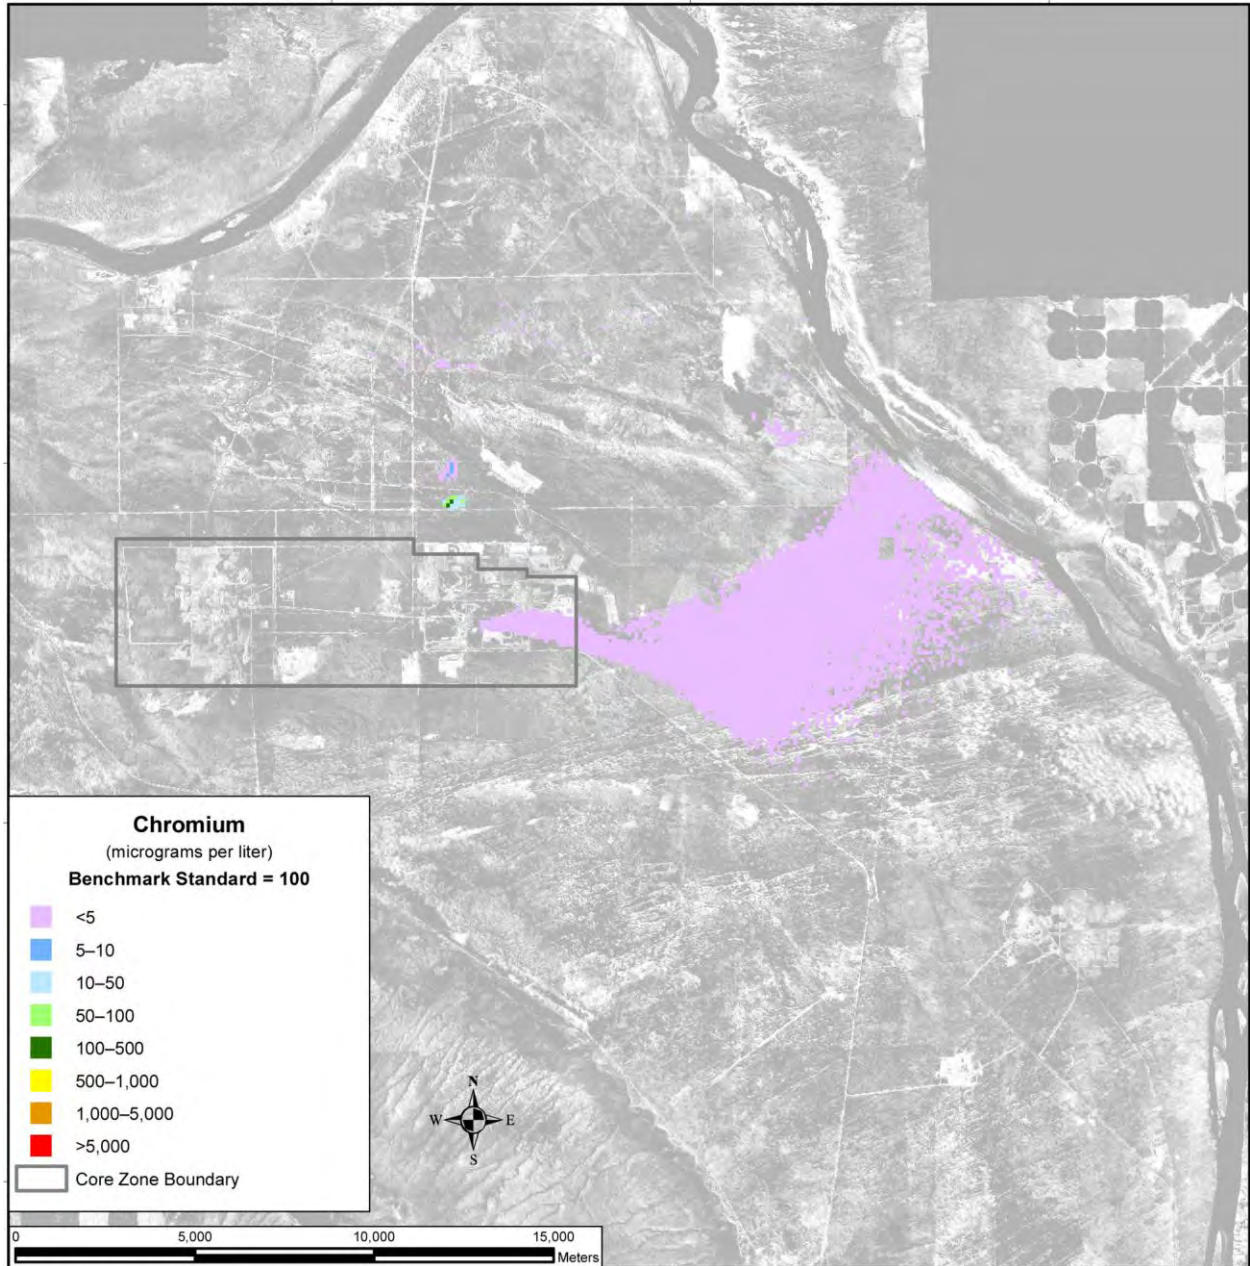 Chromium
(micrograms per liter)
Benchmark Standard = 100
<5
5–10
10–50
50–100
100–500
500–1,000
1,000–5,000
>5,000
Core Zone Boundary
N
W E
S
0 5,000 10,000 15,000
Meters